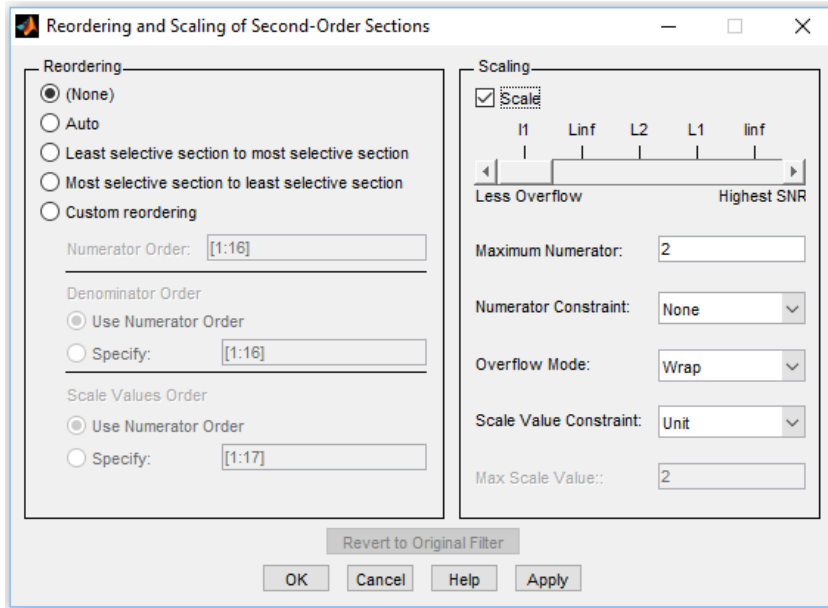 Reordering and Scaling of Second-Order Sections
Reordering
(None)
Auto
Least selective section to most selective section
Most selective section to least selective section
Custom reordering
Numerator Order: [1:16]
Denominator Order
Use Numerator Order
Specify: [1:16]
Scale Values Order
Use Numerator Order
Specify: [1:17]
Scaling
Scale
l1 Linf L2 L1 linf
Less Overflow Highest SNR
Maximum Numerator: 2
Numerator Constraint: None
Overflow Mode: Wrap
Scale Value Constraint: Unit
Max Scale Value:: 2
Revert to Original Filter
OK Cancel Help Apply